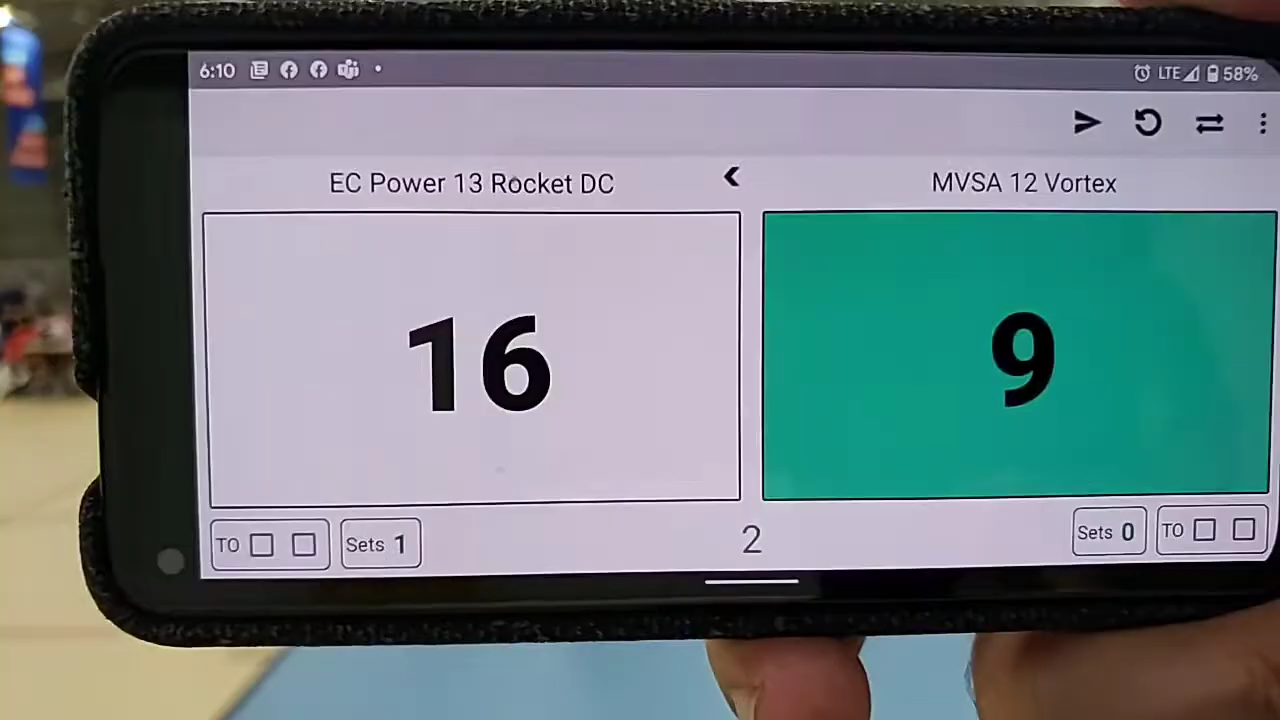 6:10 LTE 58%
EC Power 13 Rocket DC MVSA 12 Vortex
16 9
TO Sets 1 2 Sets 0 TO